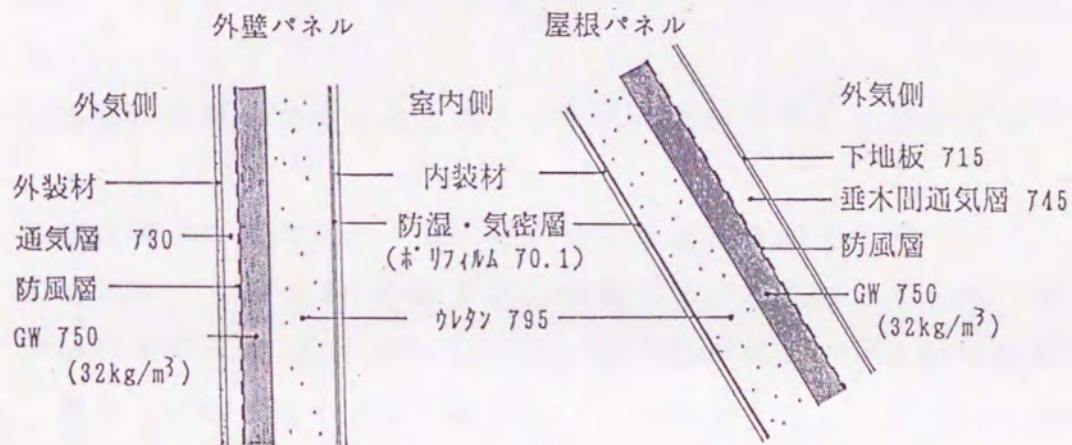 外壁パネル
屋根パネル
外気側
室内側
外気側
外装材
内装材
下地板 715
通気層 730
防湿・気密層
(ポリフィルム 70.1)
垂木間通気層 745
防風層
防風層
GW 750
(32kg/m³)
ウレタン 795
GW 750
(32kg/m³)